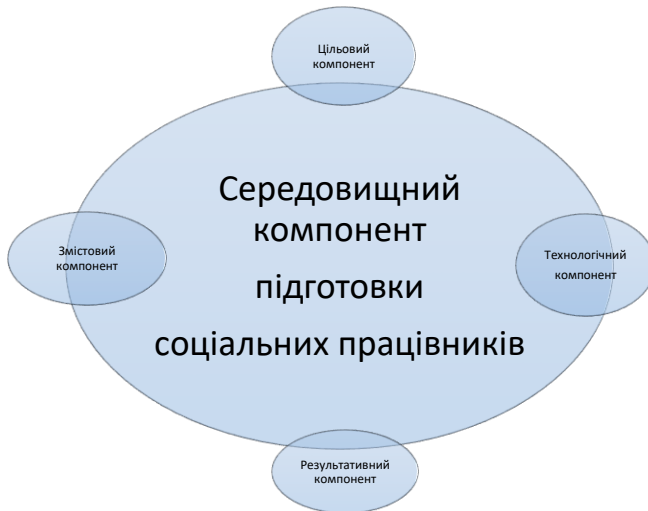 Цільовий
компонент
Середовищний
компонент
підготовки
соціальних працівників
Змістовий
компонент
Технологічний
компонент
Результативний
компонент